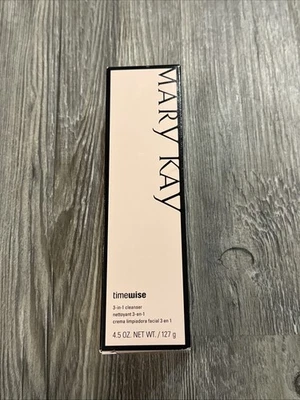 MARY KAY
timewise
3-in-1 cleanser
nettoyant 3-en-1
crema limpiadora facial 3 en 1
4.5 OZ. NET WT. / 127 g